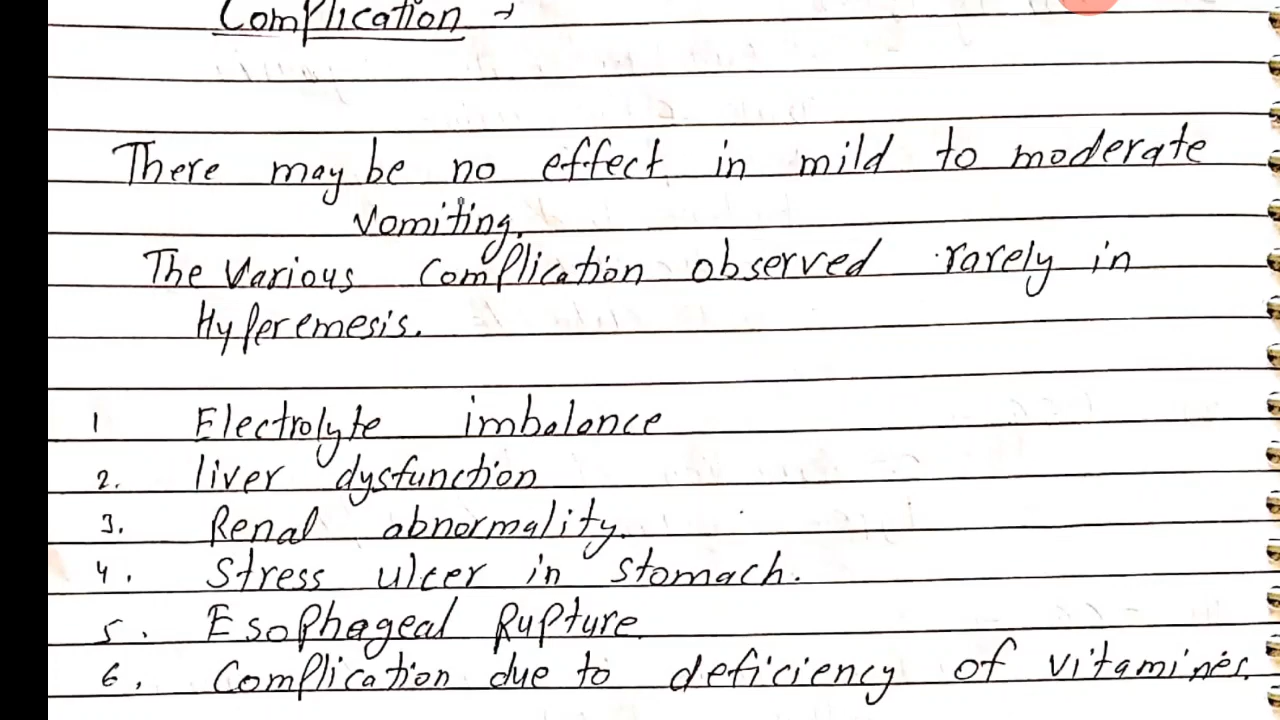 Complication →
There may be no effect in mild to moderate
vomiting.
The various complication observed rarely in
Hyperemesis.
1 Electrolyte imbalance
2. liver dysfunction
3. Renal abnormality.
4. Stress ulcer in stomach.
5. Esophageal Rupture
6. Complication due to deficiency of vitamines.